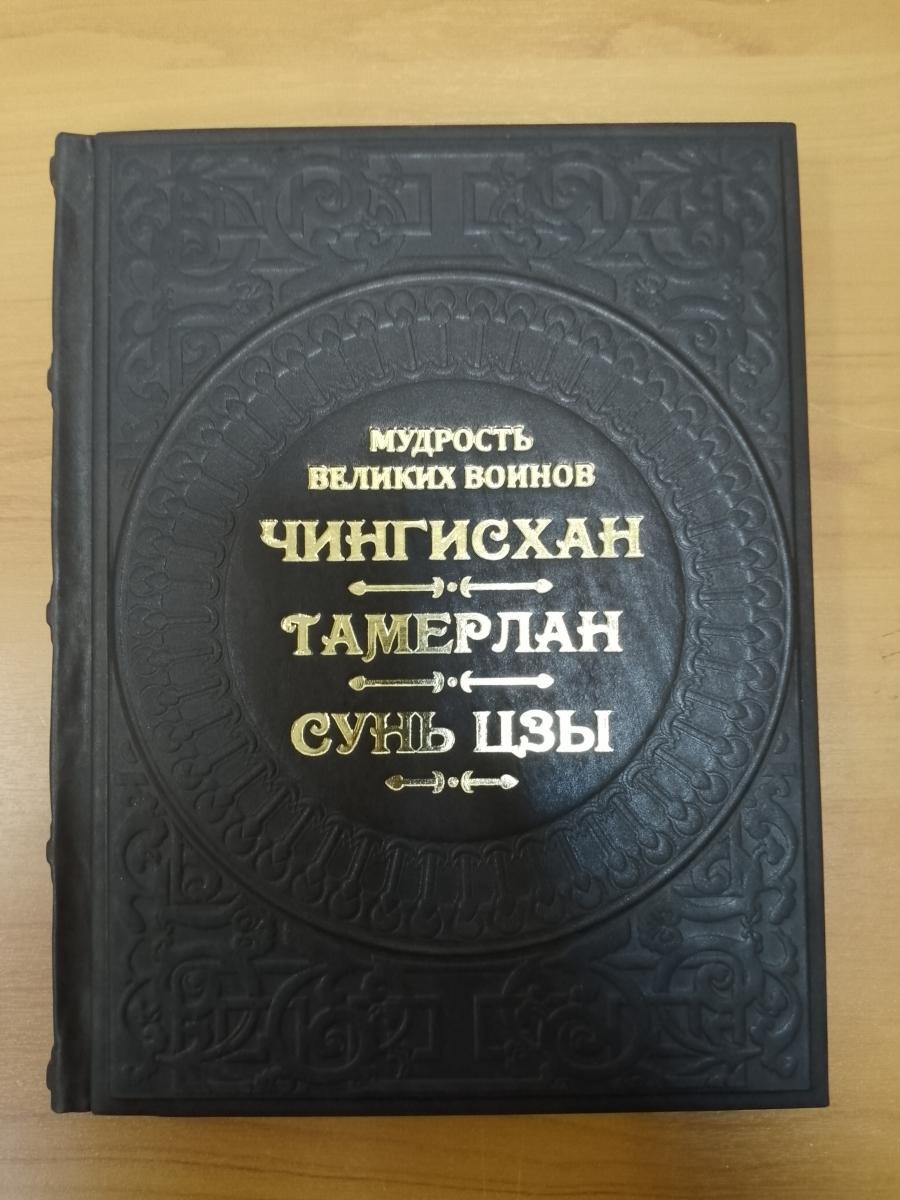 МУДРОСТЬ
ВЕЛИКИХ ВОИНОВ
ЧИНГИСХАН
ТАМЕРЛАН
СУНЬ ЦЗЫ